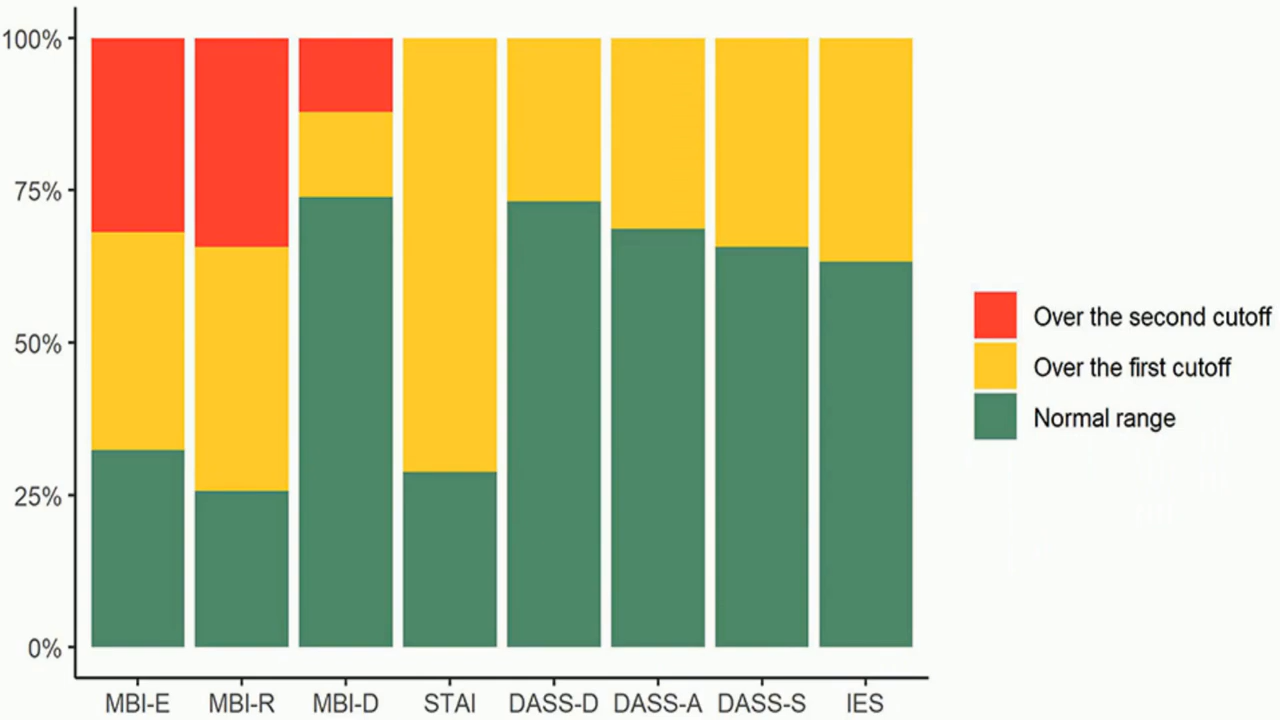 100%
75%
50%
25%
0%
MBI-E MBI-R MBI-D STAI DASS-D DASS-A DASS-S IES
Over the second cutoff
Over the first cutoff
Normal range